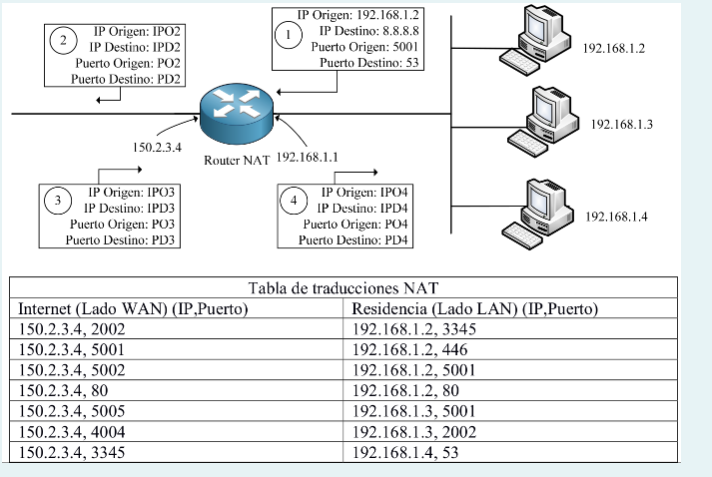 IP Origen: IPO2
2
IP Destino: IPD2
Puerto Origen: PO2
Puerto Destino: PD2
IP Origen: 192.168.1.2
1
IP Destino: 8.8.8.8
Puerto Origen: 5001
Puerto Destino: 53
192.168.1.2
192.168.1.3
192.168.1.4
150.2.3.4
Router NAT
192.168.1.1
IP Origen: IPO3
3
IP Destino: IPD3
Puerto Origen: PO3
Puerto Destino: PD3
IP Origen: IPO4
4
IP Destino: IPD4
Puerto Origen: PO4
Puerto Destino: PD4
Tabla de traducciones NAT
Internet (Lado WAN) (IP,Puerto) Residencia (Lado LAN) (IP,Puerto)
150.2.3.4, 2002 192.168.1.2, 3345
150.2.3.4, 5001 192.168.1.2, 446
150.2.3.4, 5002 192.168.1.2, 5001
150.2.3.4, 80 192.168.1.2, 80
150.2.3.4, 5005 192.168.1.3, 5001
150.2.3.4, 4004 192.168.1.3, 2002
150.2.3.4, 3345 192.168.1.4, 53